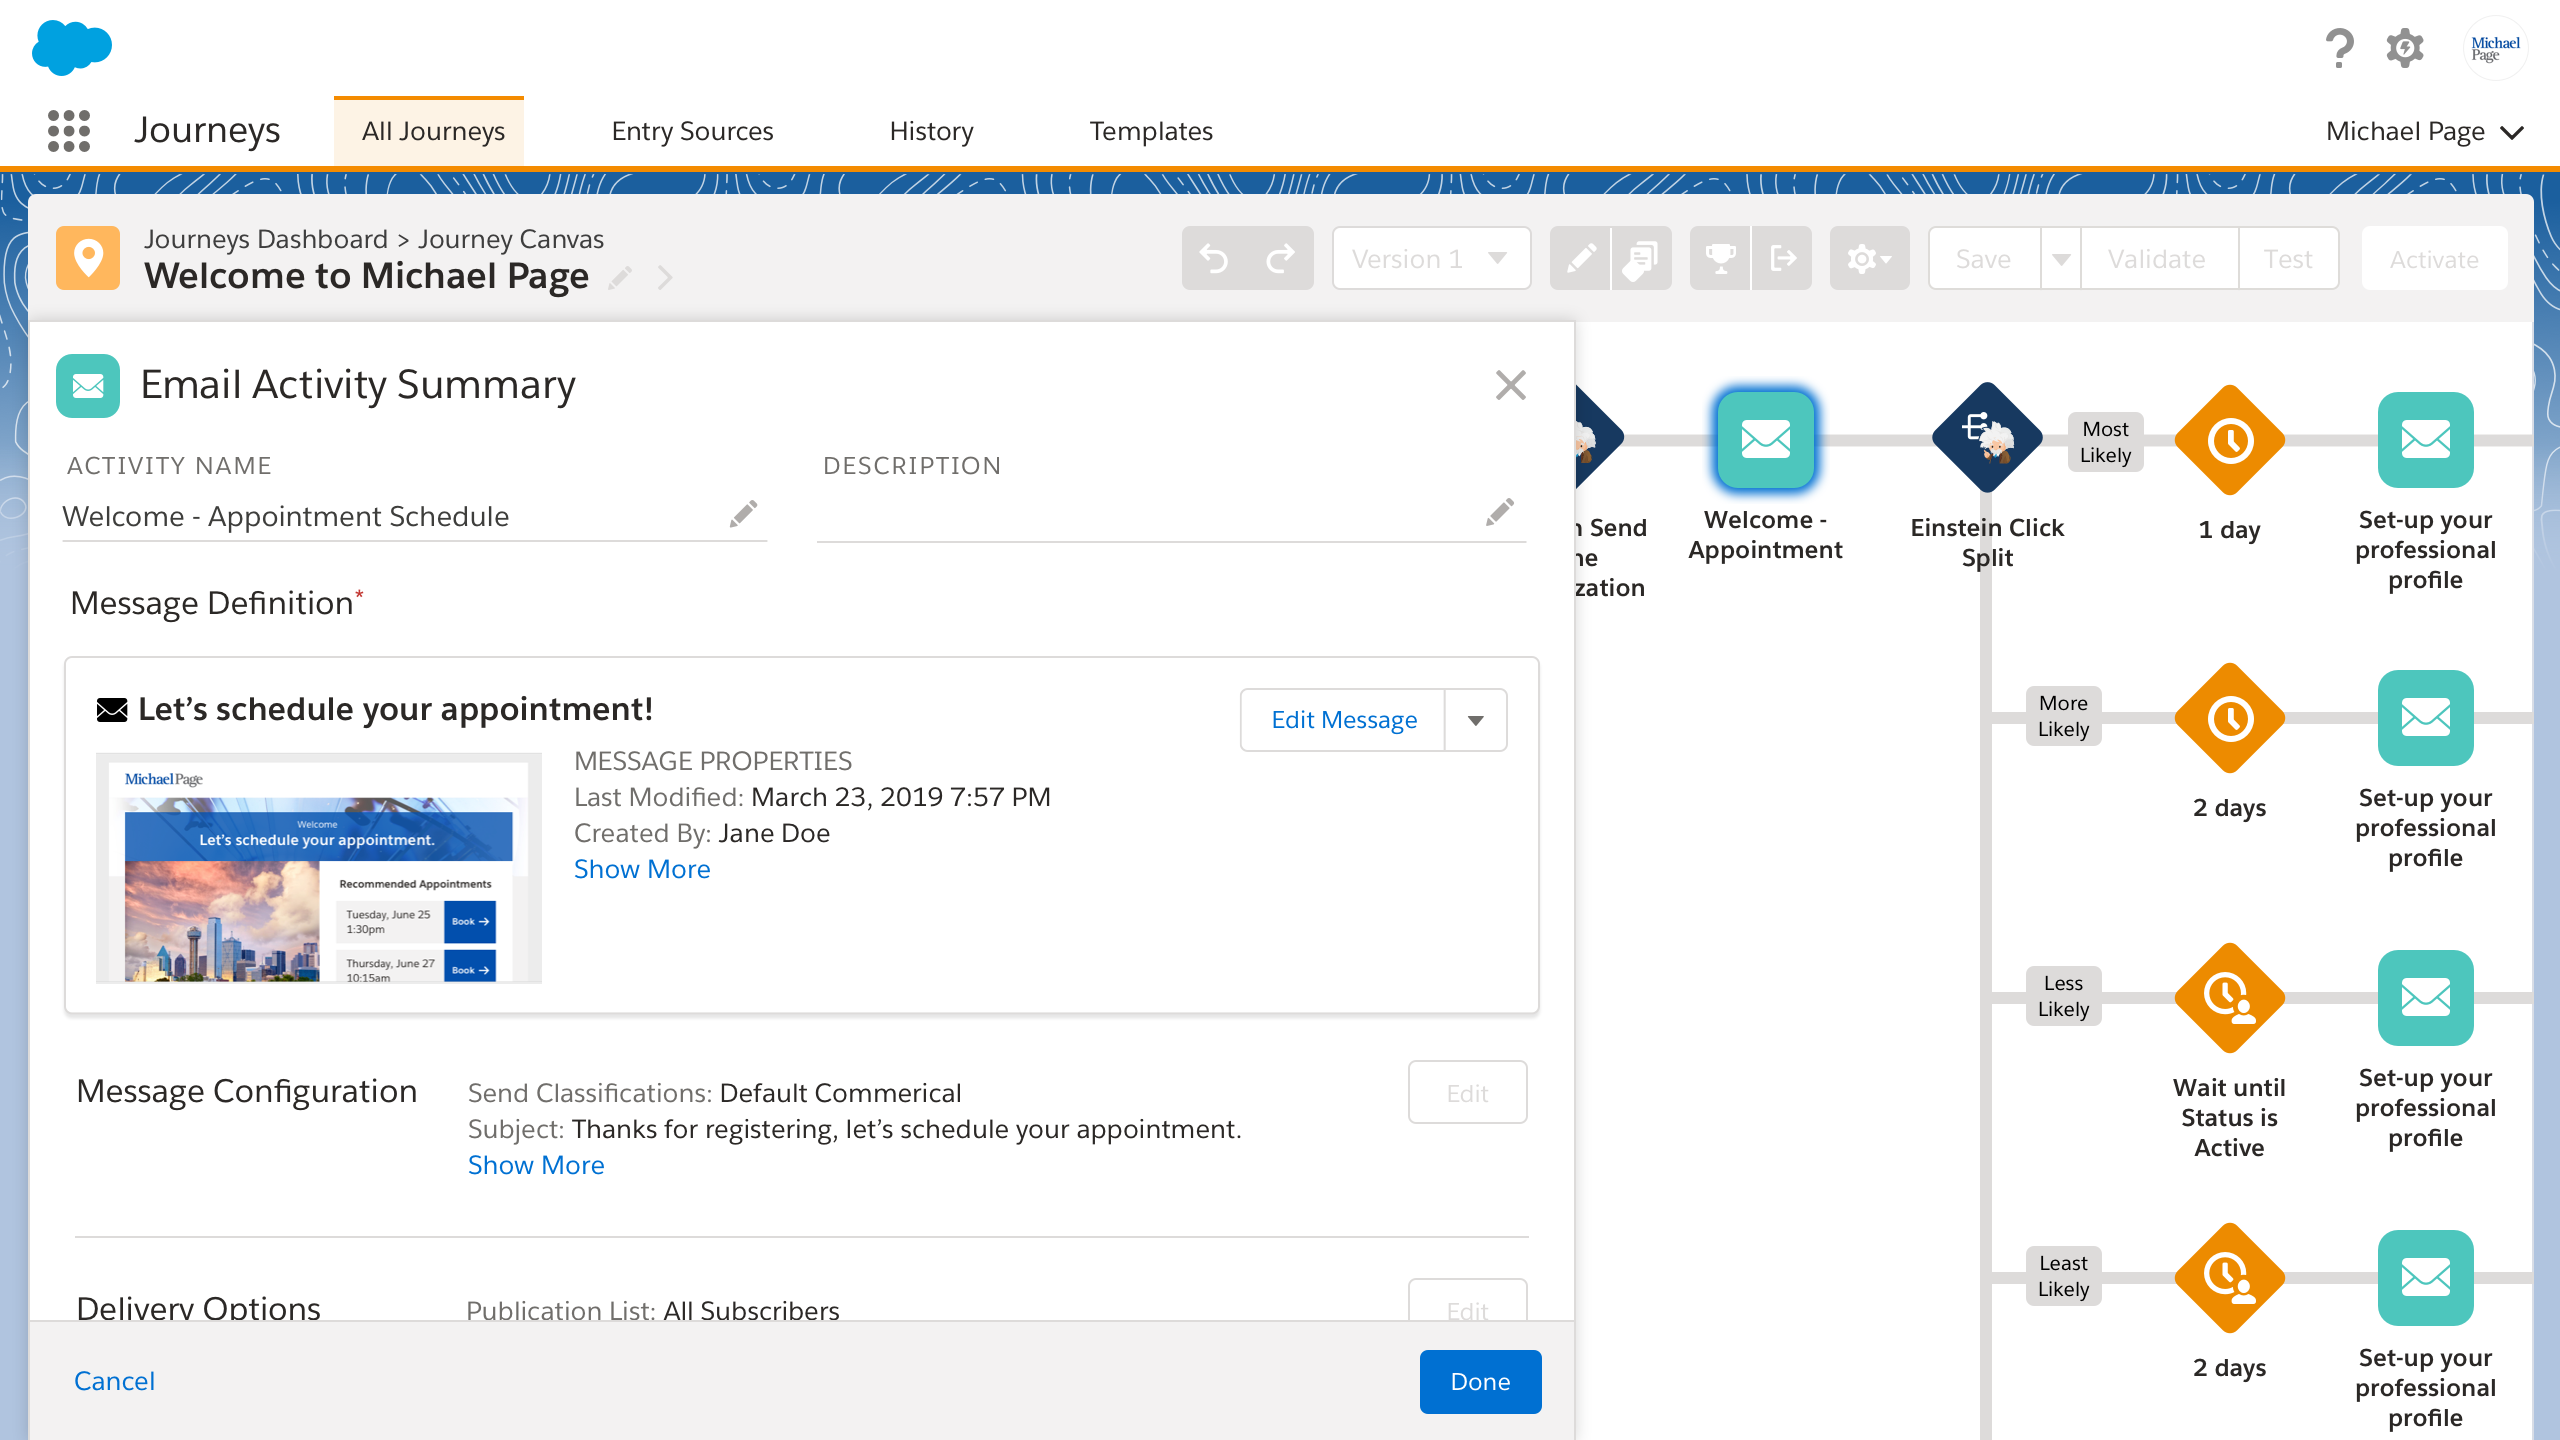 Michael
Page
Journeys
All Journeys
Entry Sources
History
Templates
Michael Page
Journeys Dashboard > Journey Canvas
Welcome to Michael Page
Version 1
Save
Validate
Test
Activate
Email Activity Summary
ACTIVITY NAME
DESCRIPTION
Welcome - Appointment Schedule
Message Definition*
Let’s schedule your appointment!
Edit Message
MichaelPage
Welcome
Let’s schedule your appointment.
Recommended Appointments
Tuesday, June 25
1:30pm
Book →
Thursday, June 27
10:15am
Book →
MESSAGE PROPERTIES
Last Modified: March 23, 2019 7:57 PM
Created By: Jane Doe
Show More
Message Configuration
Send Classifications: Default Commerical
Subject: Thanks for registering, let’s schedule your appointment.
Show More
Edit
Delivery Options
Publication List: All Subscribers
Edit
Cancel
Done
Send
zation
Welcome -
Appointment
Einstein Click
Split
Most
Likely
1 day
Set-up your
professional
profile
More
Likely
2 days
Set-up your
professional
profile
Less
Likely
Wait until
Status is
Active
Set-up your
professional
profile
Least
Likely
2 days
Set-up your
professional
profile